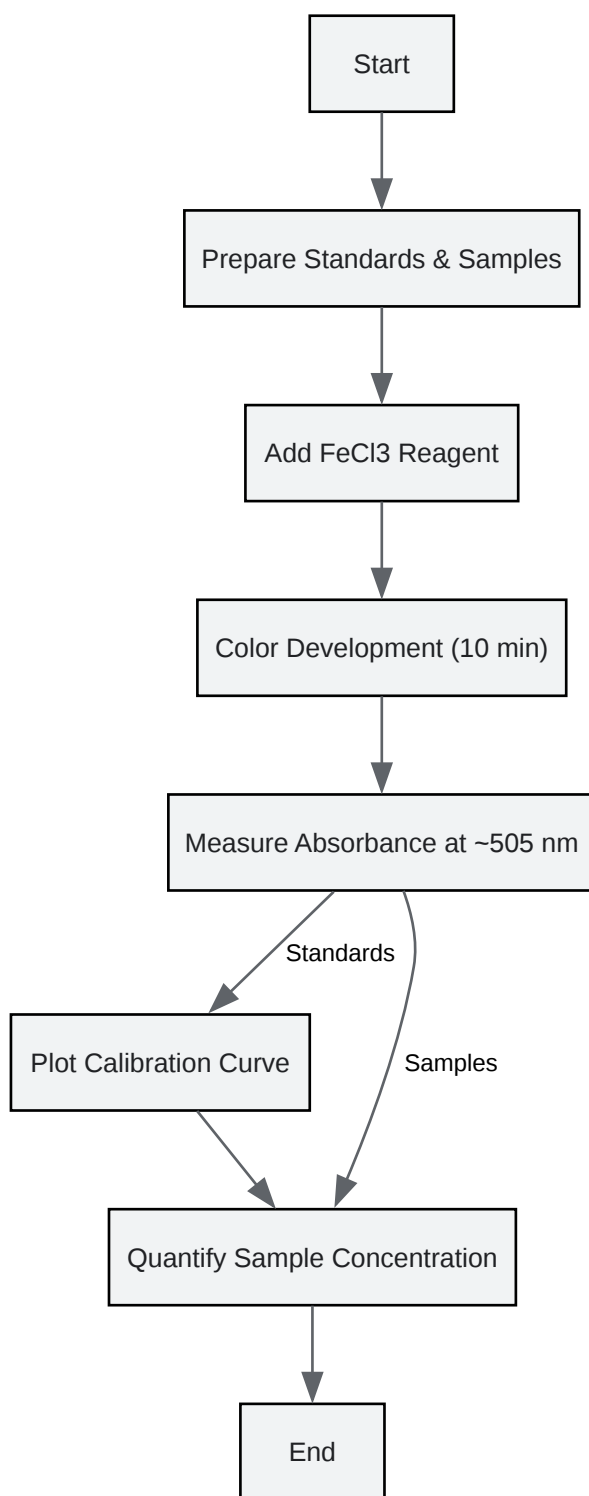 Start
Prepare Standards & Samples
Add FeCl3 Reagent
Color Development (10 min)
Measure Absorbance at ~505 nm
Standards
Plot Calibration Curve
Samples
Quantify Sample Concentration
End